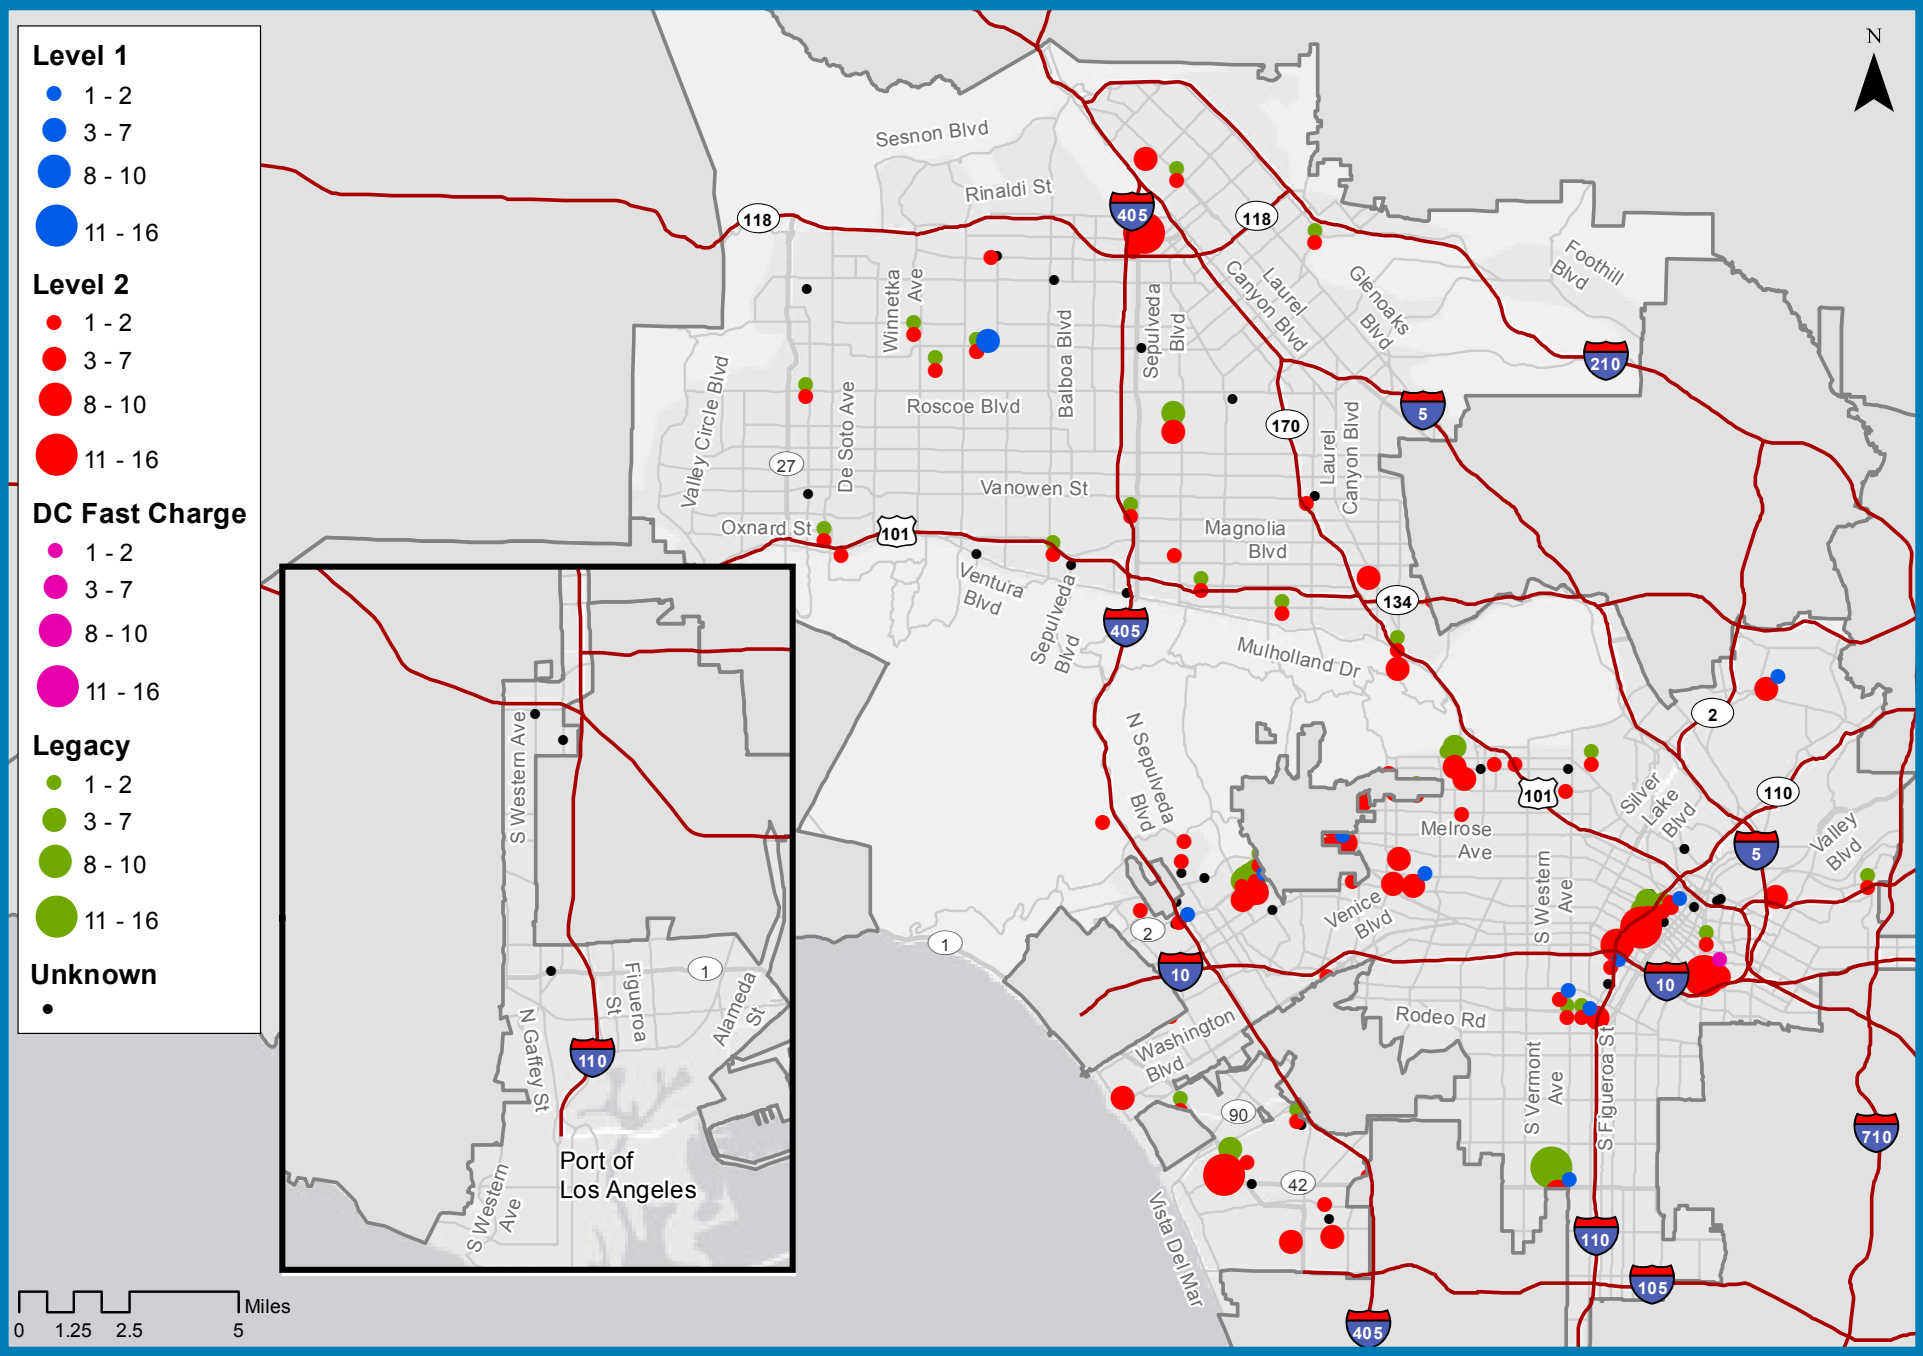 Level 1
1 - 2
3 - 7
8 - 10
11 - 16
Level 2
1 - 2
3 - 7
8 - 10
11 - 16
DC Fast Charge
1 - 2
3 - 7
8 - 10
11 - 16
Legacy
1 - 2
3 - 7
8 - 10
11 - 16
Unknown
N
Sesnon Blvd
Rinaldi St
118
405
118
Foothill
Blvd
Winnetka
Ave
Balboa Blvd
Sepulveda
Blvd
Laurel
Canyon Blvd
Glenoaks
Blvd
210
Valley Circle Blvd
De Soto Ave
Roscoe Blvd
5
170
Laurel
Canyon Blvd
27
Vanowen St
Oxnard St
101
Magnolia
Blvd
Ventura
Blvd
Sepulveda
Blvd
405
134
Mulholland Dr
2
N Sepulveda
Blvd
101
Silver
Lake
Blvd
110
Melrose
Ave
5
Valley
Blvd
S Western
Ave
Venice
Blvd
2
1
10
10
Rodeo Rd
Washington
Blvd
90
S Vermont
Ave
S Figueroa St
710
42
Vista Del Mar
110
105
405
S Western Ave
1
Figueroa
St
Alameda
St
N Gaffey St
110
Port of
Los Angeles
S Western
Ave
Miles
0 1.25 2.5 5